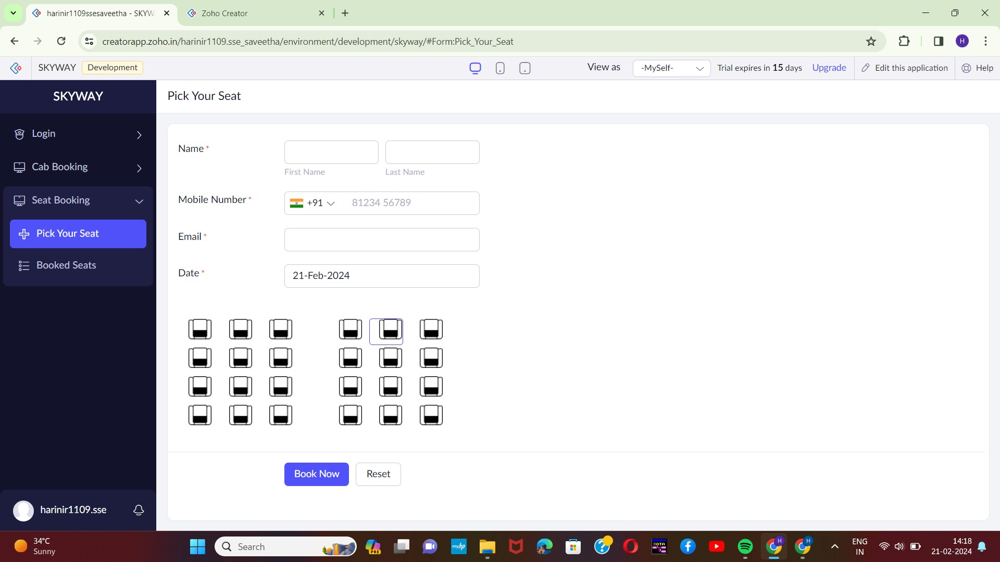 harinir1109ssesaveetha - SKYW
Zoho Creator
creatorapp.zoho.in/harinir1109.sse_saveetha/environment/development/skyway/#Form:Pick_Your_Seat
H
SKYWAY
Development
View as
-MySelf-
Trial expires in 15 days
Upgrade
Edit this application
Help
SKYWAY
Pick Your Seat
Login
Cab Booking
Seat Booking
Pick Your Seat
Booked Seats
Name *
First Name
Last Name
Mobile Number *
+91
81234 56789
Email *
Date *
21-Feb-2024
Book Now
Reset
harinir1109.sse
34°C
Sunny
Search
PRE
myhp
DATA
H
H
ENG
IN
14:18
21-02-2024